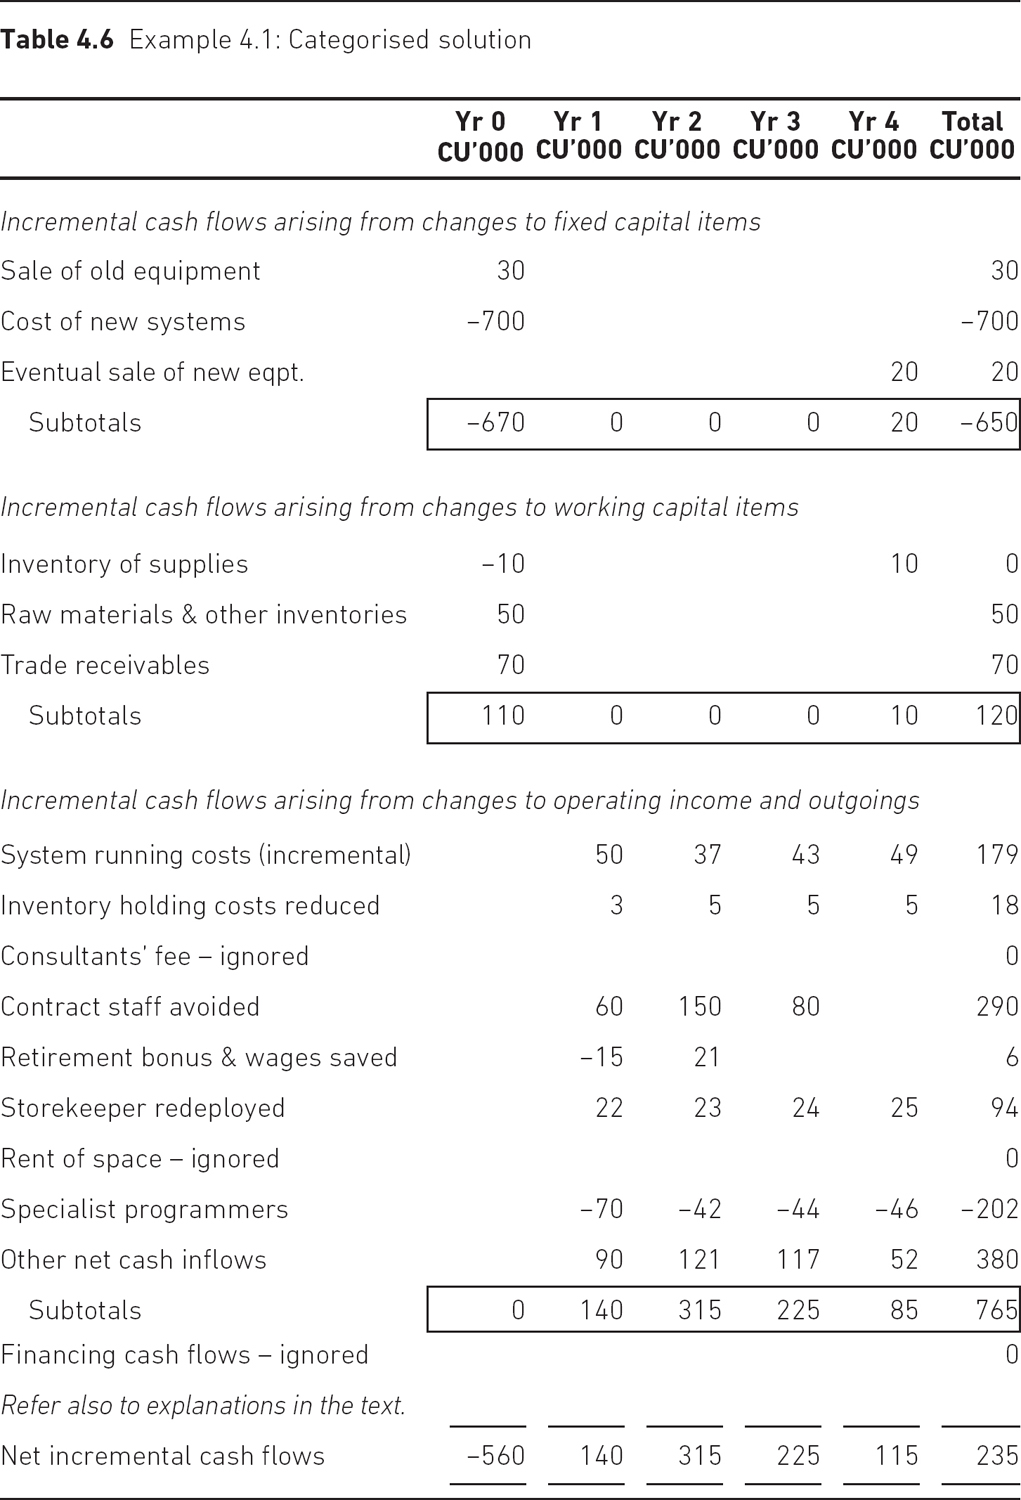 Table 4.6 Example 4.1: Categorised solution
Yr 0 Yr 1 Yr 2 Yr 3 Yr 4 Total
CU’000 CU’000 CU’000 CU’000 CU’000 CU’000
Incremental cash flows arising from changes to fixed capital items
Sale of old equipment 30 30
Cost of new systems –700 –700
Eventual sale of new eqpt. 20 20
Subtotals –670 0 0 0 20 –650
Incremental cash flows arising from changes to working capital items
Inventory of supplies –10 10 0
Raw materials & other inventories 50 50
Trade receivables 70 70
Subtotals 110 0 0 0 10 120
Incremental cash flows arising from changes to operating income and outgoings
System running costs (incremental) 50 37 43 49 179
Inventory holding costs reduced 3 5 5 5 18
Consultants’ fee – ignored 0
Contract staff avoided 60 150 80 290
Retirement bonus & wages saved –15 21 6
Storekeeper redeployed 22 23 24 25 94
Rent of space – ignored 0
Specialist programmers –70 –42 –44 –46 –202
Other net cash inflows 90 121 117 52 380
Subtotals 0 140 315 225 85 765
Financing cash flows – ignored 0
Refer also to explanations in the text.
Net incremental cash flows –560 140 315 225 115 235